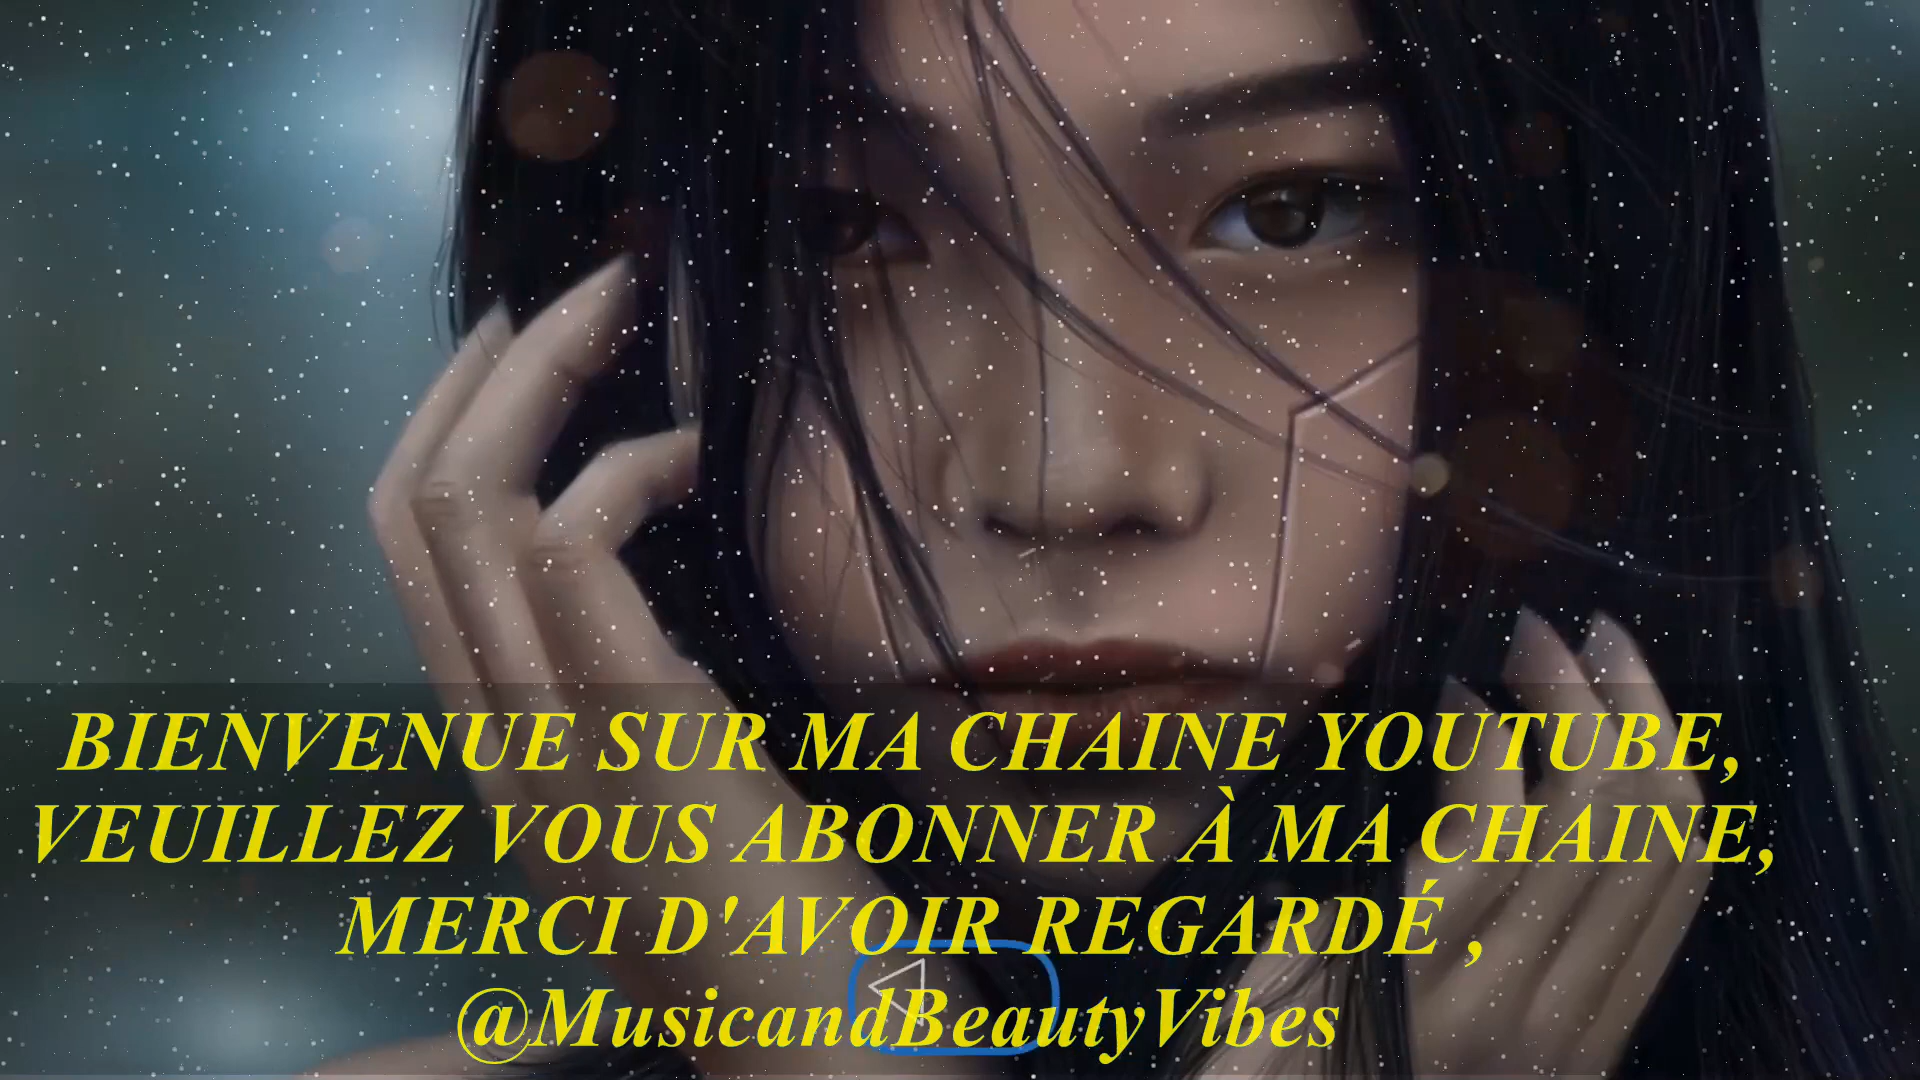 BIENVENUE SUR MA CHAINE YOUTUBE,
VEUILLEZ VOUS ABONNER À MA CHAINE,
MERCI D'AVOIR REGARDÉ ,
@MusicandBeautyVibes